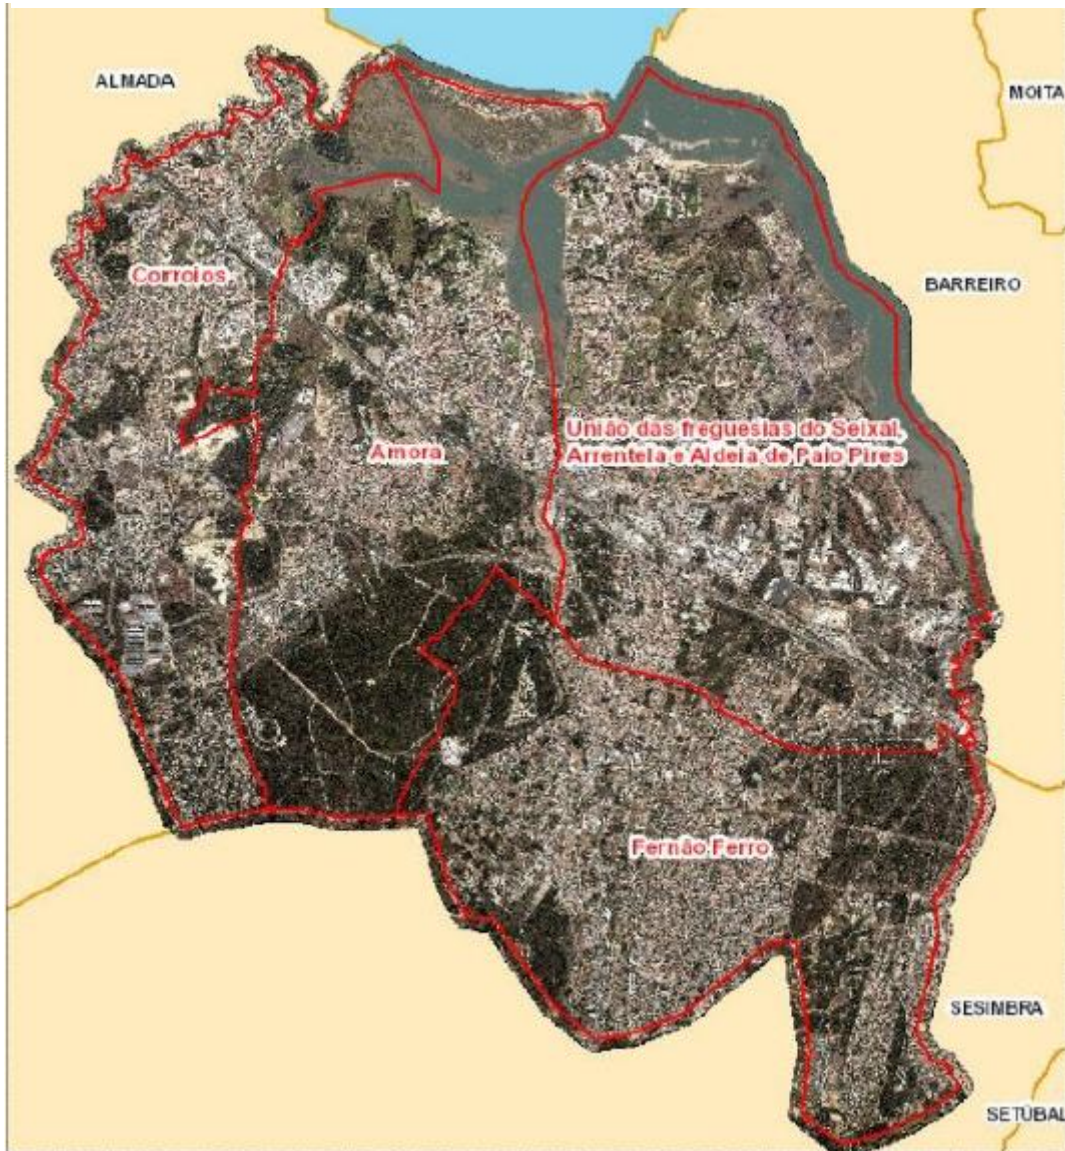 ALMADA
MOITA
Corroios
BARREIRO
União das freguesias do Seixal,
Arrentela e Aldeia de Paio Pires
Amora
Fernão Ferro
SESIMBRA
SETÚBAL